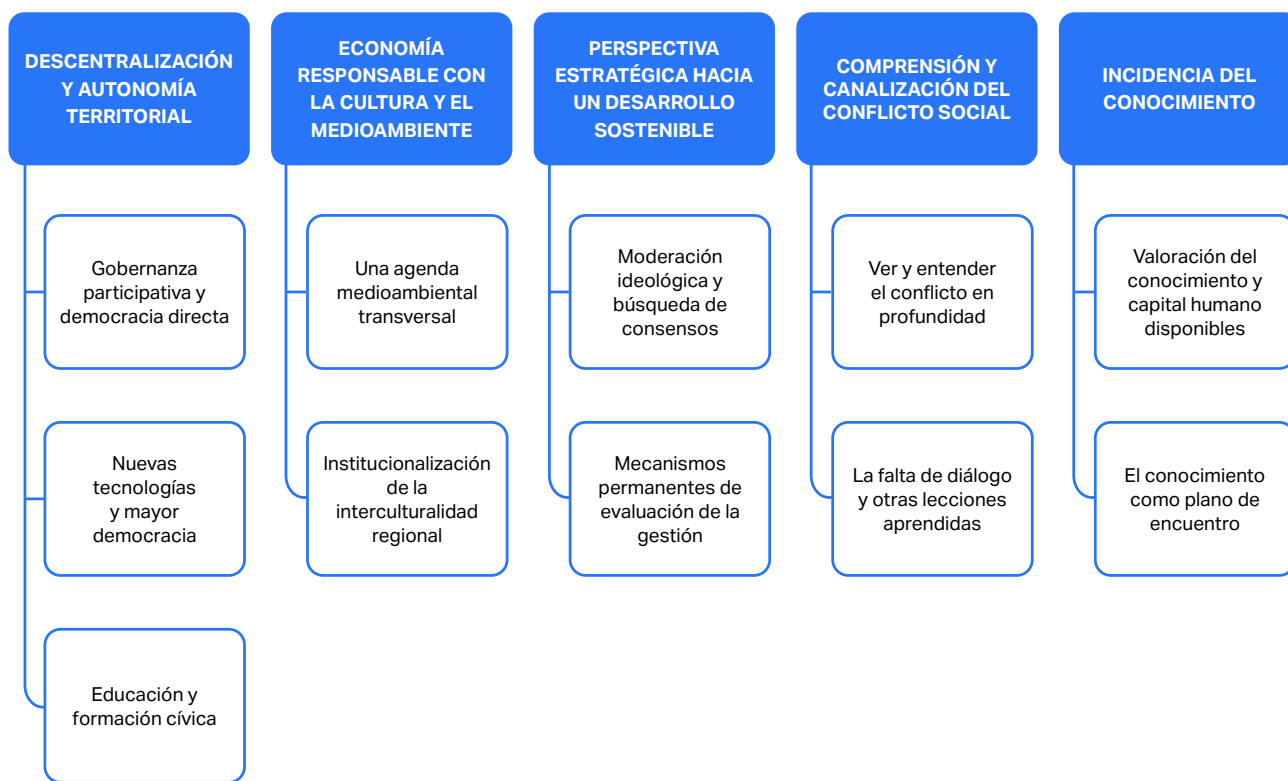 DESCENTRALIZACIÓN
Y AUTONOMÍA
TERRITORIAL
Gobernanza
participativa y
democracia directa
Nuevas
tecnologías
y mayor
democracia
Educación y
formación cívica
ECONOMÍA
RESPONSABLE CON
LA CULTURA Y EL
MEDIOAMBIENTE
Una agenda
medioambiental
transversal
Institucionalización
de la
interculturalidad
regional
PERSPECTIVA
ESTRATÉGICA HACIA
UN DESARROLLO
SOSTENIBLE
Moderación
ideológica y
búsqueda de
consensos
Mecanismos
permanentes de
evaluación de la
gestión
COMPRENSIÓN Y
CANALIZACIÓN DEL
CONFLICTO SOCIAL
Ver y entender
el conflicto en
profundidad
La falta de diálogo
y otras lecciones
aprendidas
INCIDENCIA DEL
CONOCIMIENTO
Valoración del
conocimiento y
capital humano
disponibles
El conocimiento
como plano de
encuentro